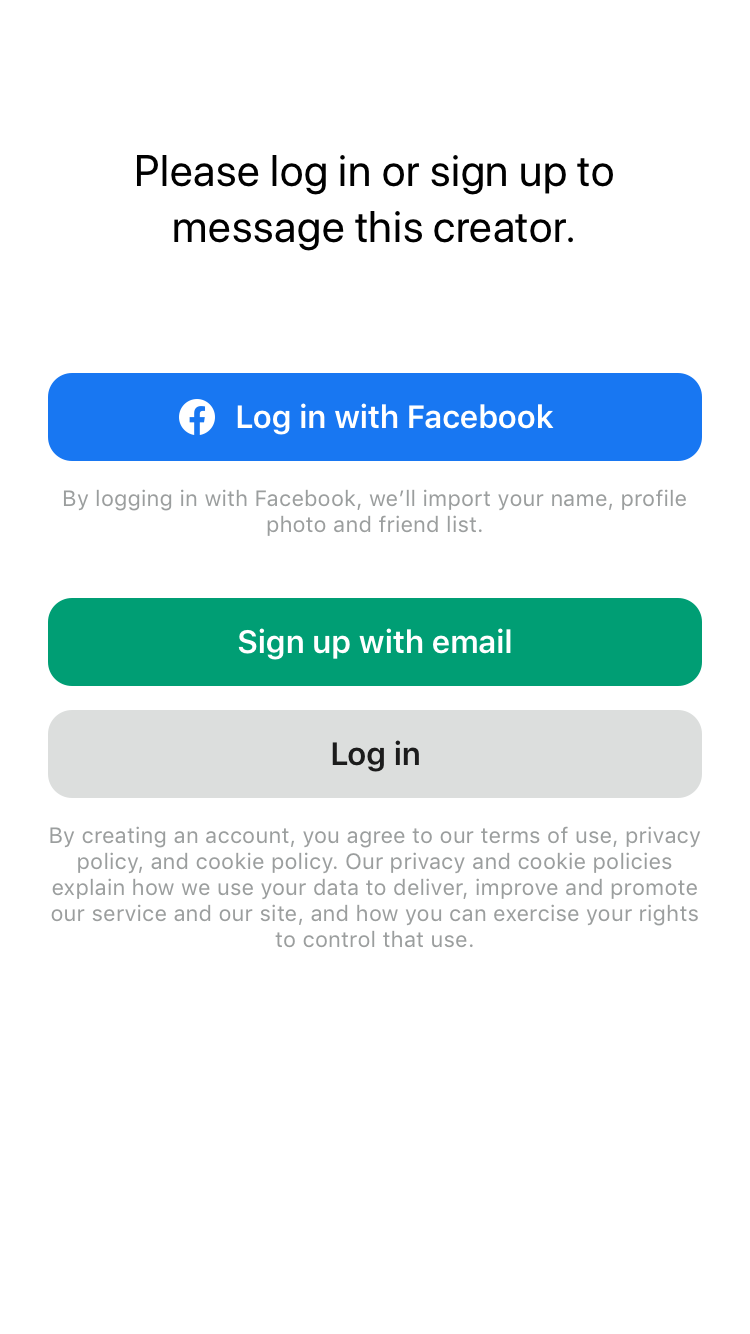 Please log in or sign up to
message this creator.
Log in with Facebook
By logging in with Facebook, we’ll import your name, profile
photo and friend list.
Sign up with email
Log in
By creating an account, you agree to our terms of use, privacy
policy, and cookie policy. Our privacy and cookie policies
explain how we use your data to deliver, improve and promote
our service and our site, and how you can exercise your rights
to control that use.